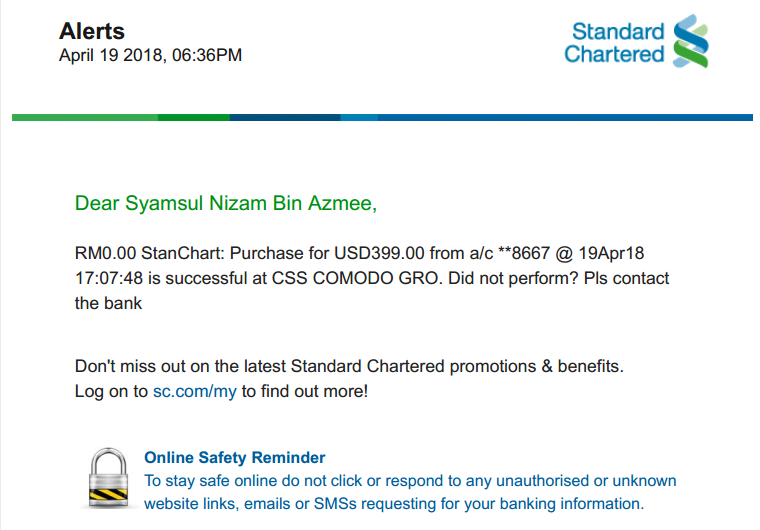 Alerts
April 19 2018, 06:36PM
Standard
Chartered
Dear Syamsul Nizam Bin Azmee,
RM0.00 StanChart: Purchase for USD399.00 from a/c **8667 @ 19Apr18
17:07:48 is successful at CSS COMODO GRO. Did not perform? Pls contact
the bank
Don't miss out on the latest Standard Chartered promotions & benefits.
Log on to sc.com/my to find out more!
Online Safety Reminder
To stay safe online do not click or respond to any unauthorised or unknown
website links, emails or SMSs requesting for your banking information.